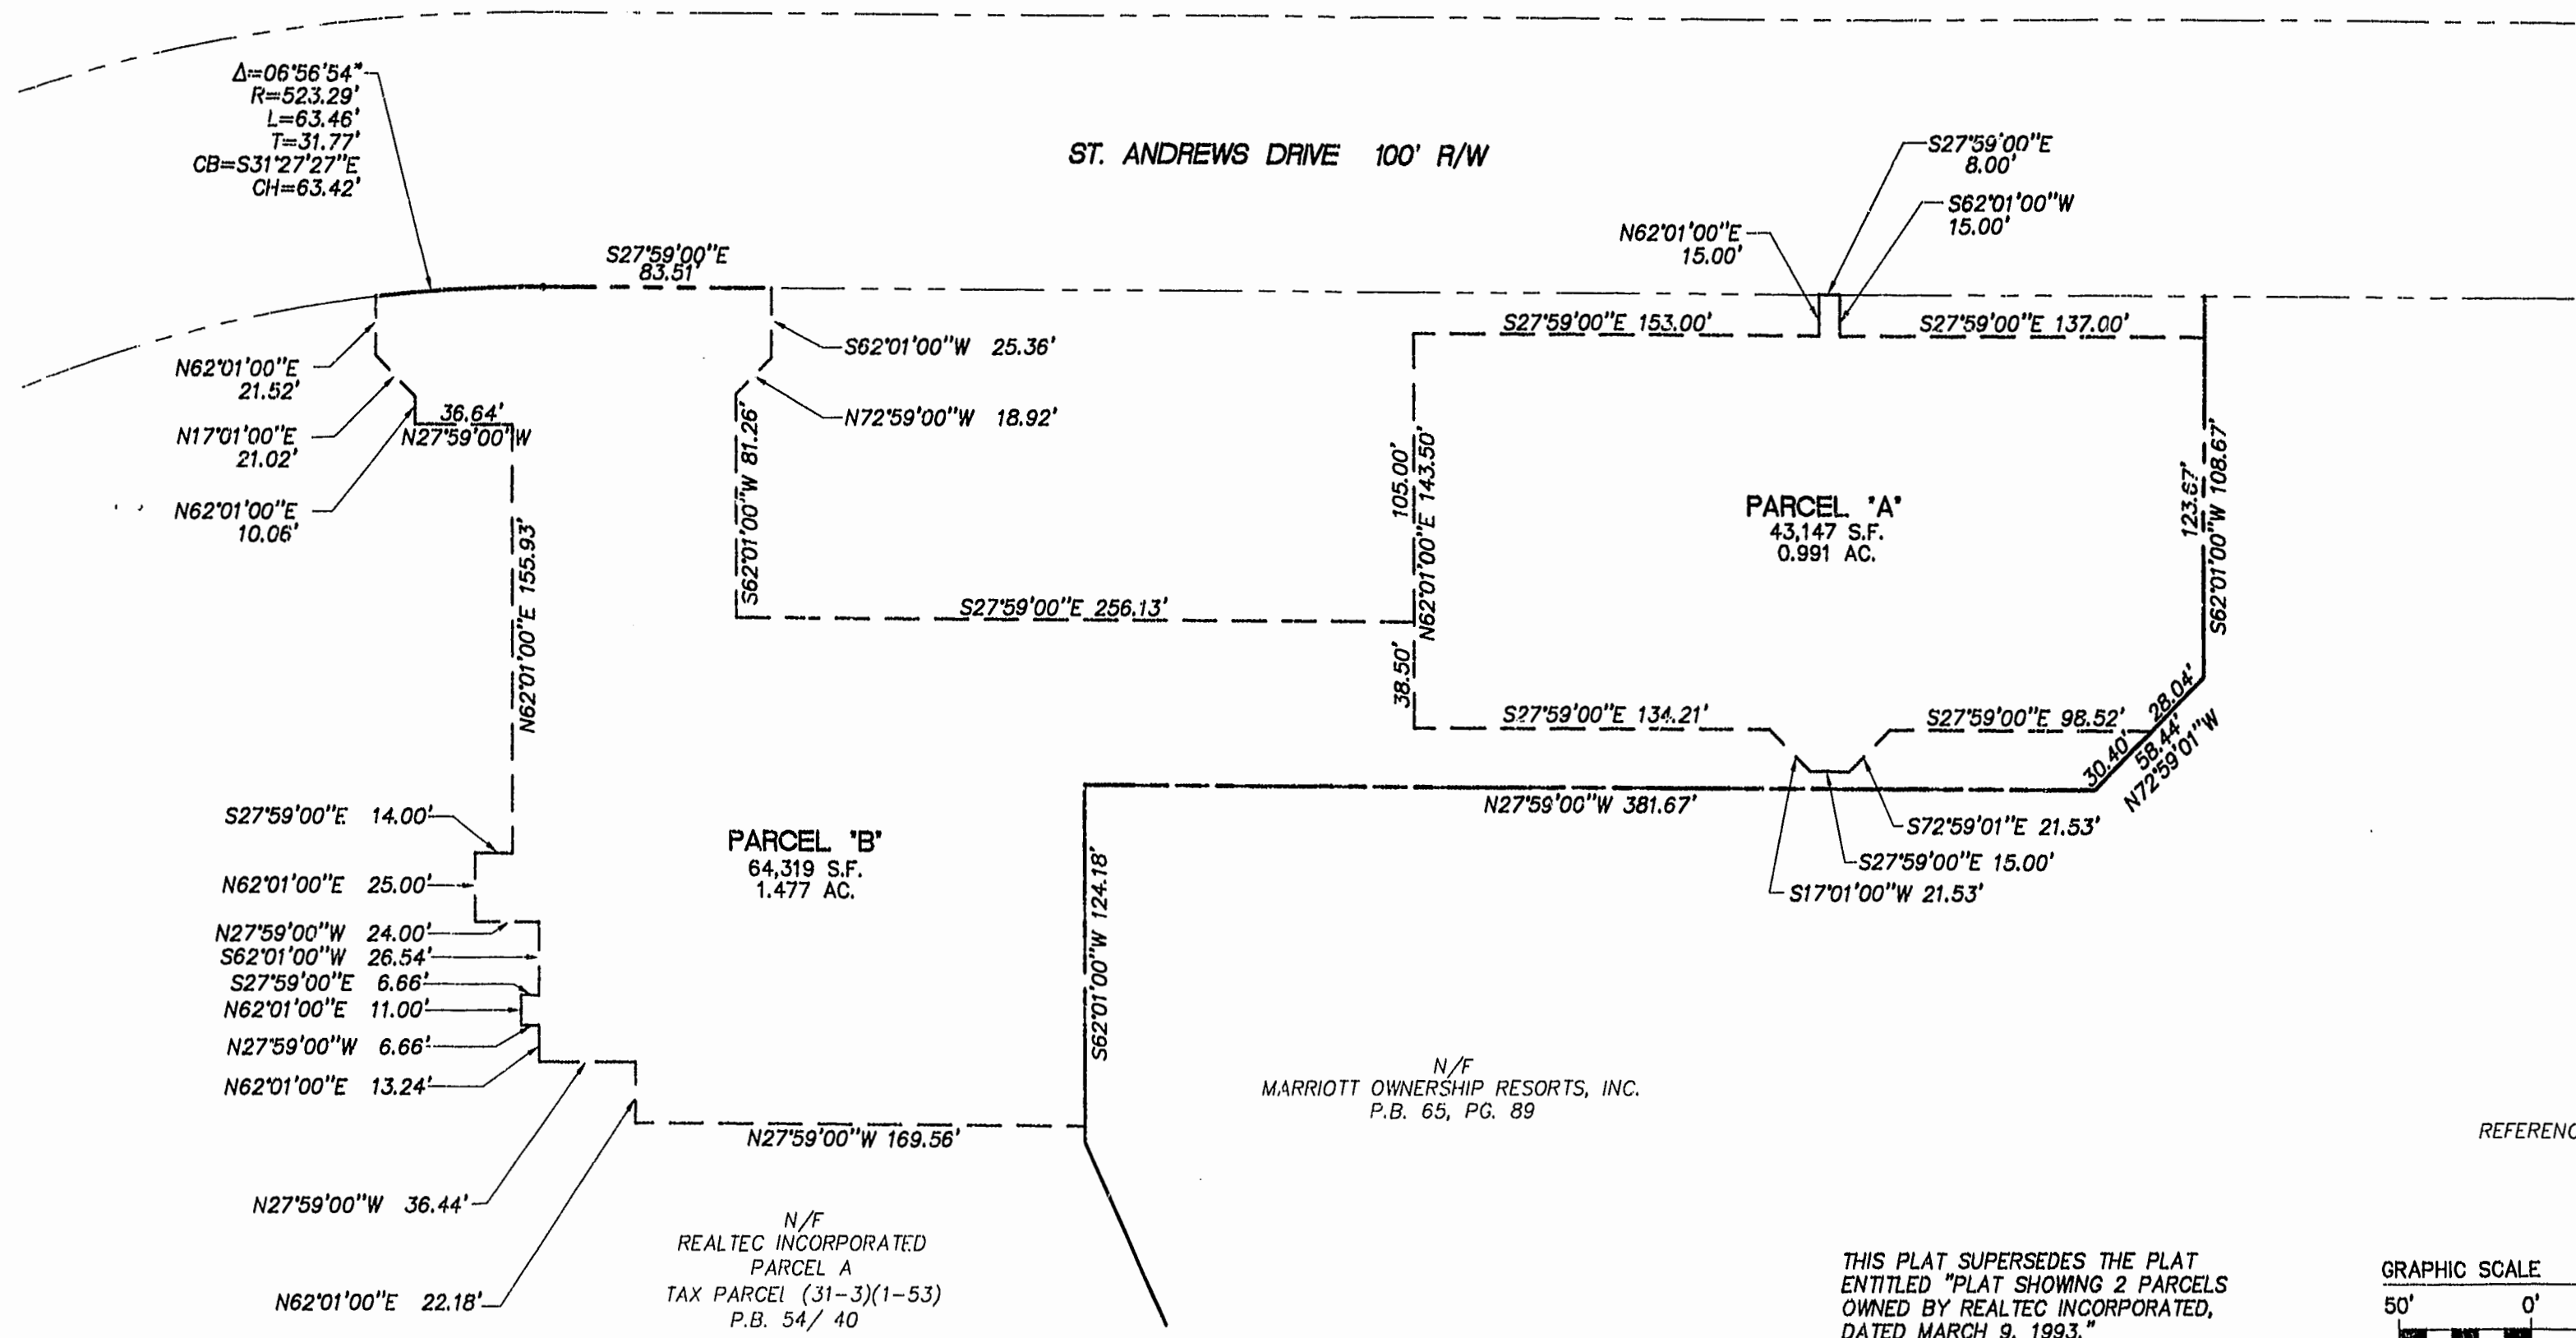 Δ=06°56'54"
R=523.29'
L=63.46'
T=31.77'
CB=S31°27'27"E
CH=63.42'
ST. ANDREWS DRIVE 100' R/W
S27°59'00"E
8.00'
S62°01'00"W
15.00'
N62°01'00"E
15.00'
S27°59'00"E
83.51'
S27°59'00"E 153.00'
S27°59'00"E 137.00'
S62°01'00"W 25.36'
N72°59'00"W 18.92'
N62°01'00"E
21.52'
N17°01'00"E
21.02'
N62°01'00"E
10.06'
36.64'
N27°59'00"W
S62°01'00"W 81.26'
N62°01'00"E 155.93'
105.00'
N62°01'00"E 143.50'
38.50'
PARCEL "A"
43,147 S.F.
0.991 AC.
123.67'
S62°01'00"W 108.67'
S27°59'00"E 256.13'
S27°59'00"E 134.21'
S27°59'00"E 98.52'
28.04'
30.40'
58.44'
N72°59'01"W
N27°59'00"W 381.67'
S72°59'01"E 21.53'
S27°59'00"E 15.00'
S17°01'00"W 21.53'
PARCEL "B"
64,319 S.F.
1.477 AC.
S62°01'00"W 124.18'
S27°59'00"E 14.00'
N62°01'00"E 25.00'
N27°59'00"W 24.00'
S62°01'00"W 26.54'
S27°59'00"E 6.66'
N62°01'00"E 11.00'
N27°59'00"W 6.66'
N62°01'00"E 13.24'
N27°59'00"W 36.44'
N62°01'00"E 22.18'
N27°59'00"W 169.56'
N/F
MARRIOTT OWNERSHIP RESORTS, INC.
P.B. 65, PG. 89
N/F
REALTEC INCORPORATED
PARCEL A
TAX PARCEL (31-3)(1-53)
P.B. 54/ 40
REFERENC
THIS PLAT SUPERSEDES THE PLAT
ENTITLED "PLAT SHOWING 2 PARCELS
OWNED BY REALTEC INCORPORATED,
DATED MARCH 9, 1993."
GRAPHIC SCALE
50' 0'